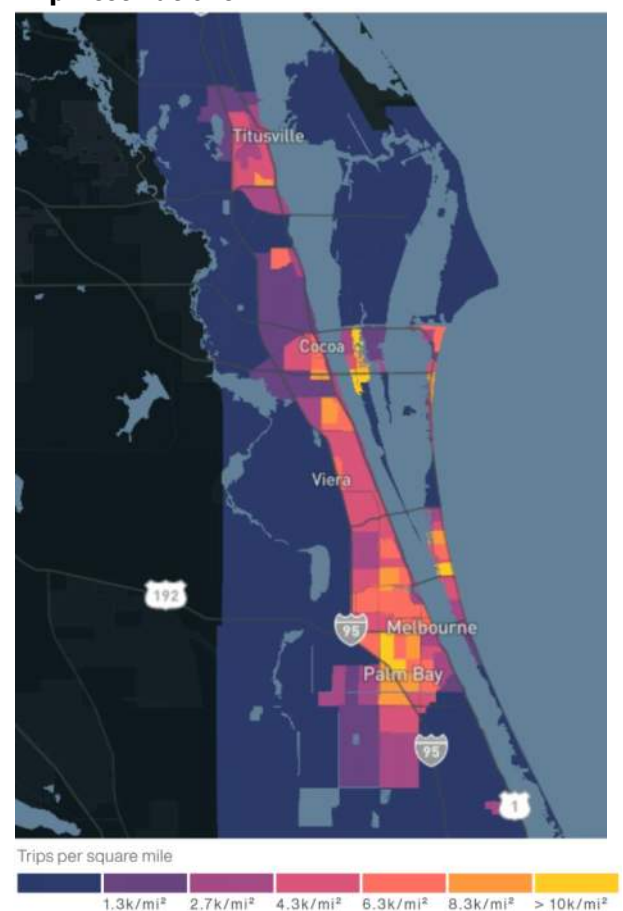 Titusville
Cocoa
Viera
192
95
Melbourne
Palm Bay
95
1
Trips per square mile
1.3k/mi² 2.7k/mi² 4.3k/mi² 6.3k/mi² 8.3k/mi² > 10k/mi²